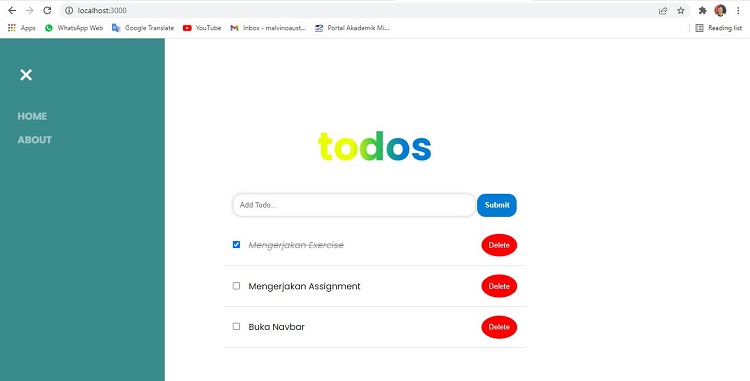 localhost:3000
Apps WhatsApp Web Google Translate YouTube Inbox - malvinoaust... Portal Akademik Mi... Reading list
HOME
ABOUT
todos
Add Todo...
Submit
Mengerjakan Exercise Delete
Mengerjakan Assignment Delete
Buka Navbar Delete